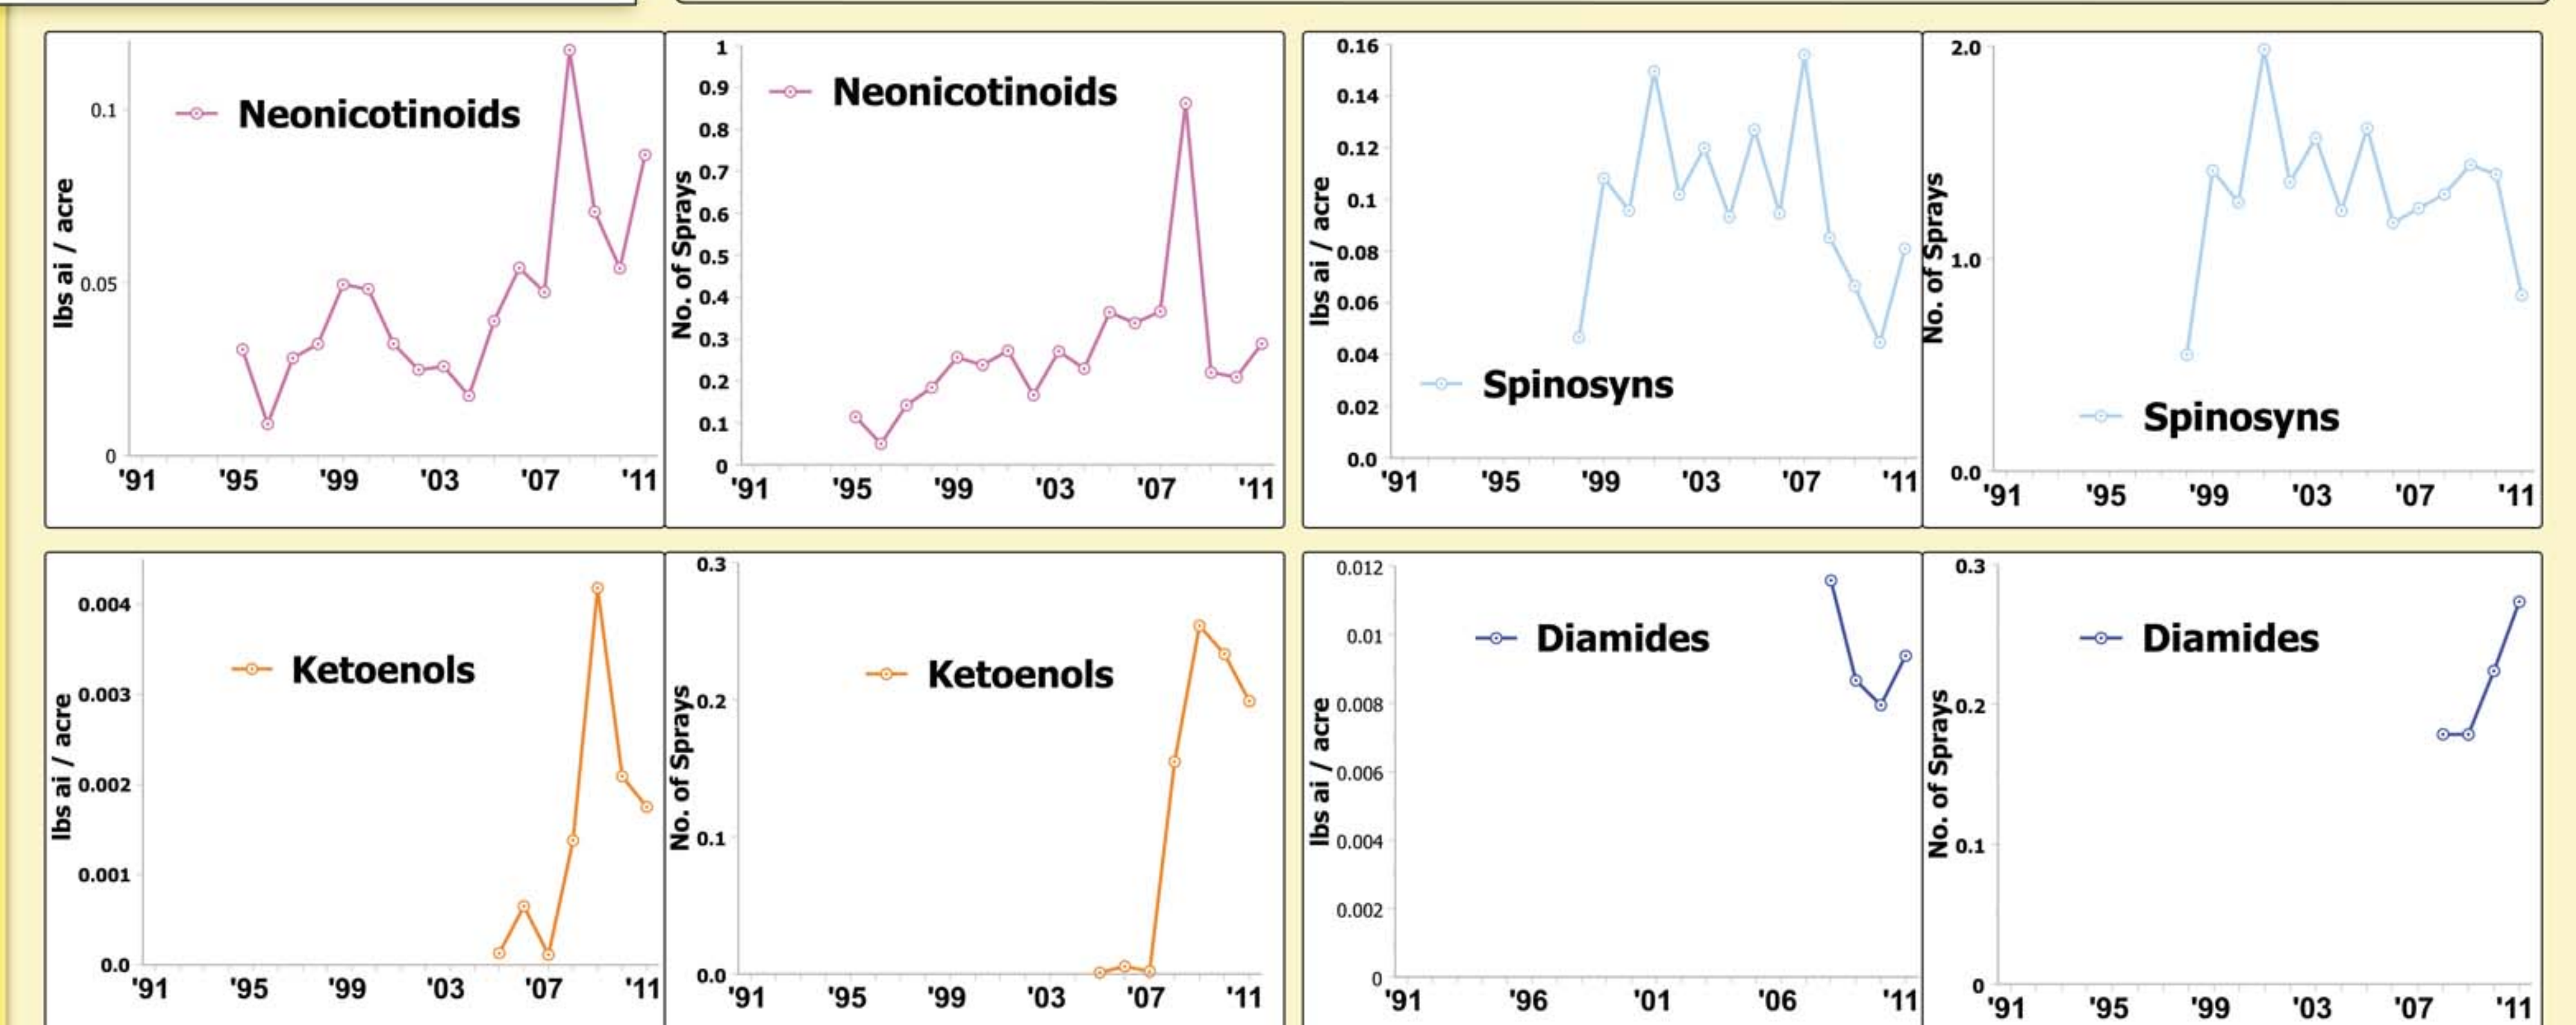 Neonicotinoids
lbs ai / acre
0.1
0.05
0
'91 '95 '99 '03 '07 '11
Neonicotinoids
No. of Sprays
1
0.9
0.8
0.7
0.6
0.5
0.4
0.3
0.2
0.1
0
'91 '95 '99 '03 '07 '11
Spinosyns
lbs ai / acre
0.16
0.14
0.12
0.1
0.08
0.06
0.04
0.02
0.0
'91 '95 '99 '03 '07 '11
Spinosyns
No. of Sprays
2.0
1.0
0.0
'91 '95 '99 '03 '07 '11
Ketoenols
lbs ai / acre
0.004
0.003
0.002
0.001
0.0
'91 '95 '99 '03 '07 '11
Ketoenols
No. of Sprays
0.3
0.2
0.1
0.0
'91 '95 '99 '03 '07 '11
Diamides
lbs ai / acre
0.012
0.01
0.008
0.006
0.004
0.002
0
'91 '96 '01 '06 '11
Diamides
No. of Sprays
0.3
0.2
0.1
0
'91 '95 '99 '03 '07 '11